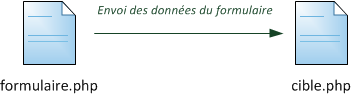 Envoi des données du formulaire
formulaire.php
cible.php